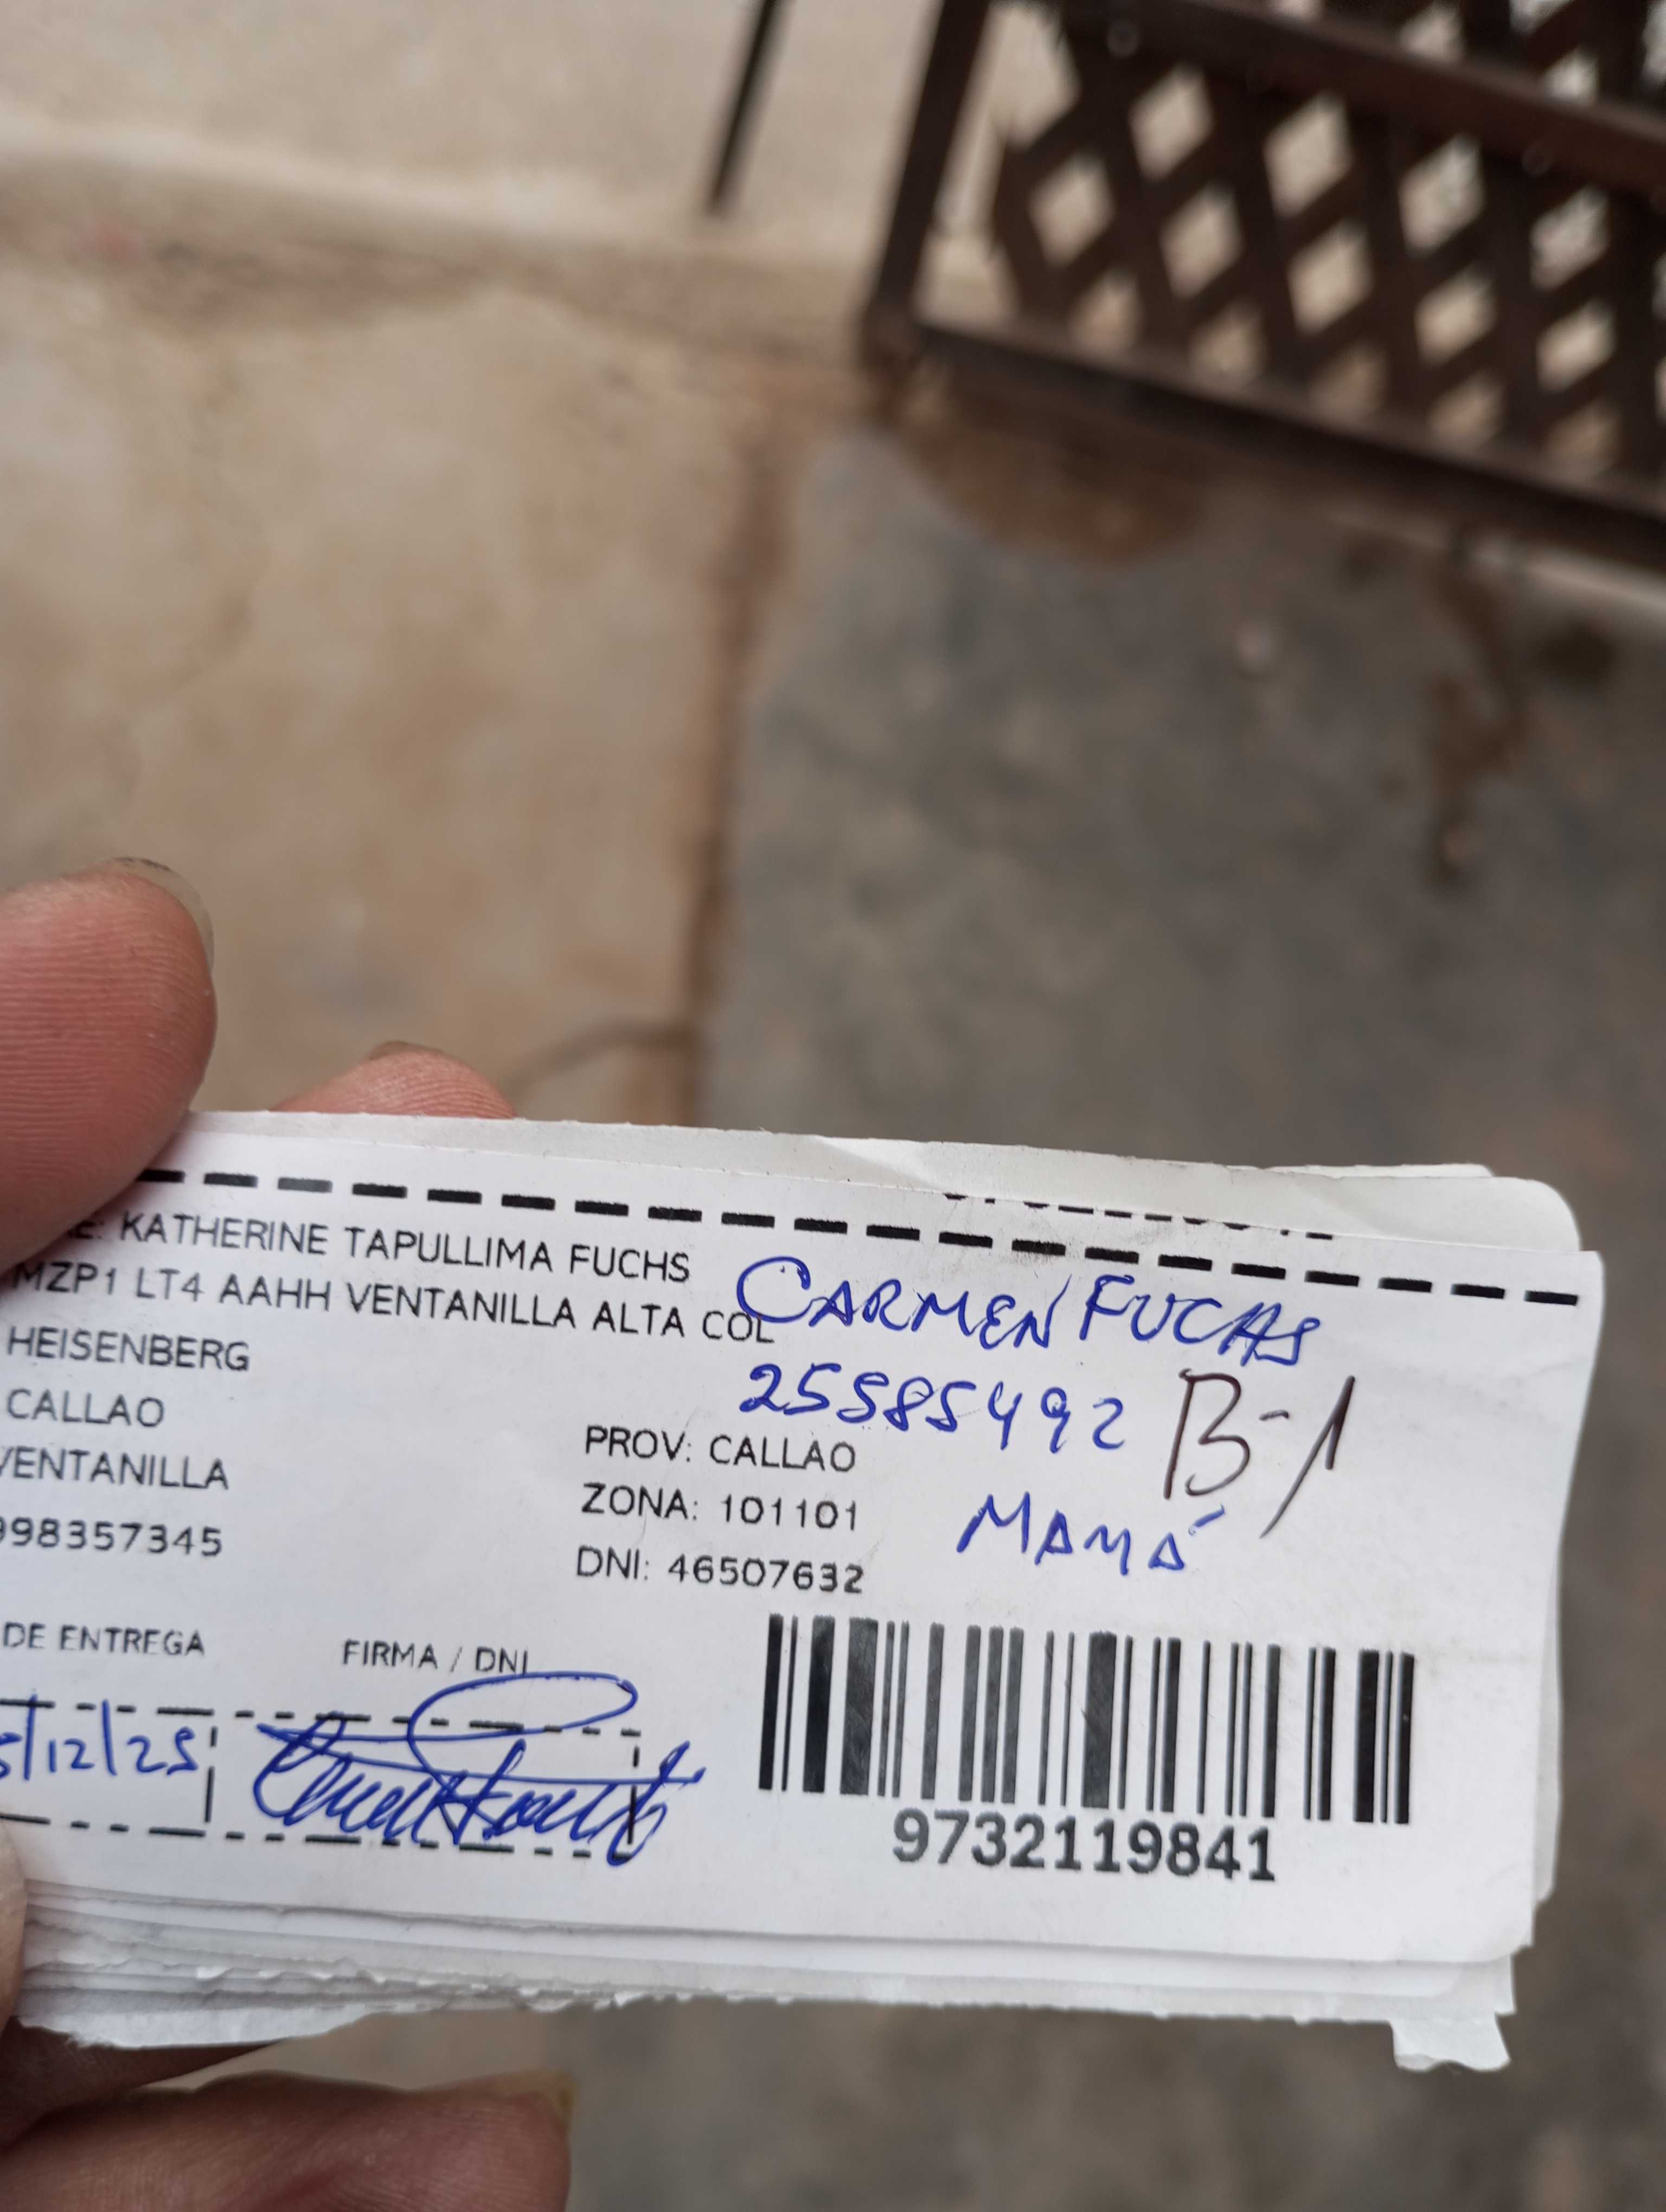 E: KATHERINE TAPULLIMA FUCHS
MZP1 LT4 AAHH VENTANILLA ALTA COL
CARMEN FUCHS
HEISENBERG
25585492
B-1
CALLAO
PROV: CALLAO
VENTANILLA
ZONA: 101101
MAMÁ
998357345
DNI: 46507632
DE ENTREGA
FIRMA / DNI
5/12/25
9732119841